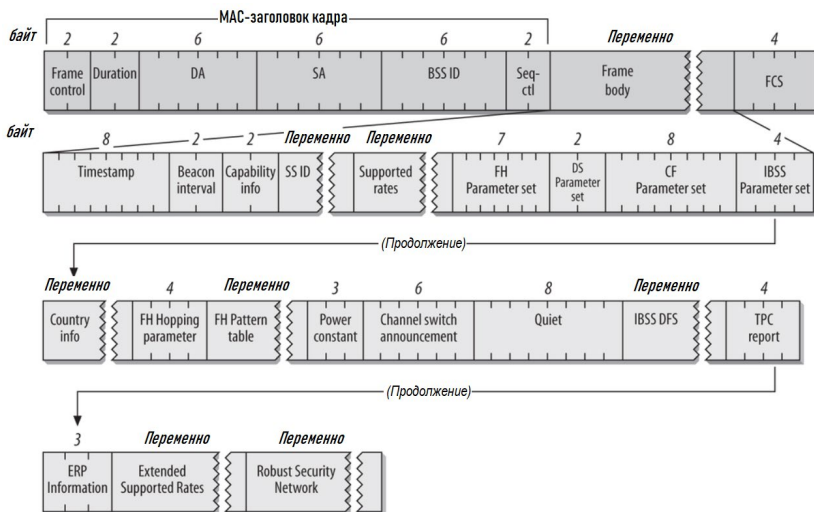 MAC-заголовок кадра
байт 2 2 6 6 6 2 Переменно 4
Frame control Duration DA SA BSS ID Seq-ctl Frame body FCS
байт 8 2 2 Переменно Переменно 7 2 8 4
Timestamp Beacon interval Capability info SS ID Supported rates FH Parameter set DS Parameter set CF Parameter set IBSS Parameter set
(Продолжение)
Переменно 4 Переменно 3 6 8 Переменно 4
Country info FH Hopping parameter FH Pattern table Power constant Channel switch announcement Quiet IBSS DFS TPC report
(Продолжение)
3 Переменно Переменно
ERP Information Extended Supported Rates Robust Security Network